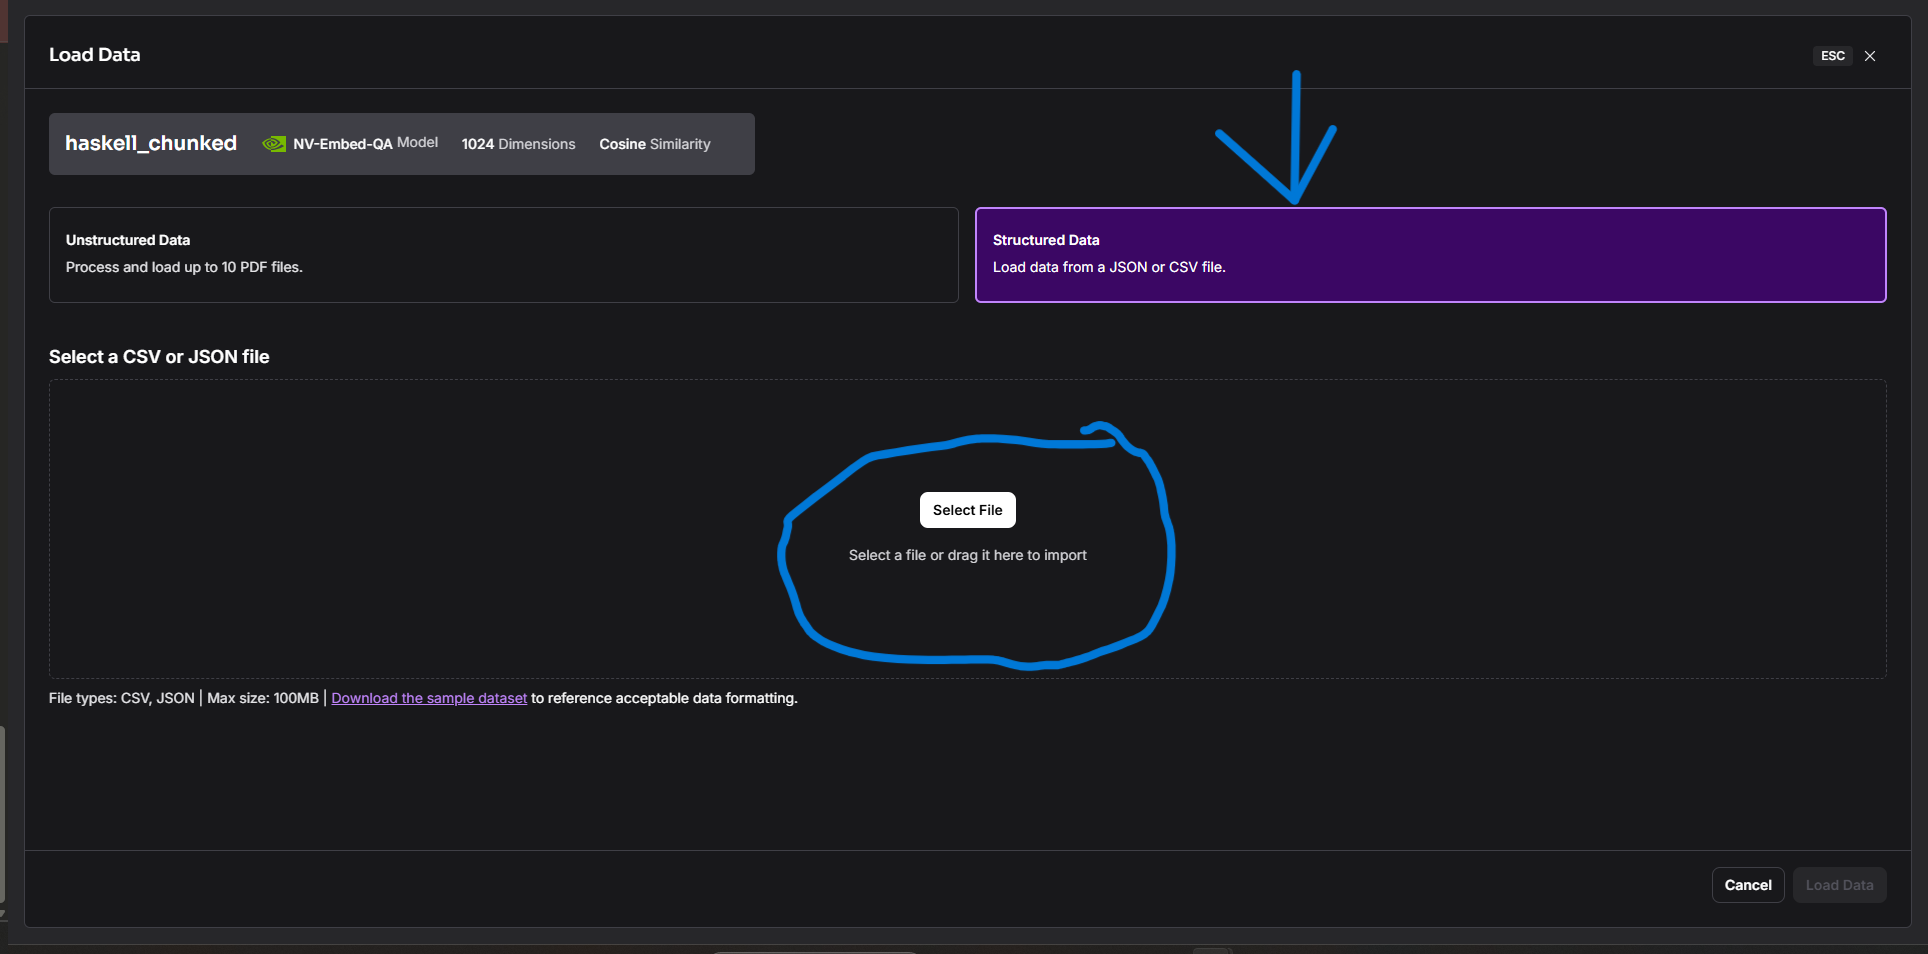 Load Data
ESC
haskell_chunked NV-Embed-QA Model 1024 Dimensions Cosine Similarity
Unstructured Data
Process and load up to 10 PDF files.
Structured Data
Load data from a JSON or CSV file.
Select a CSV or JSON file
Select File
Select a file or drag it here to import
File types: CSV, JSON | Max size: 100MB | Download the sample dataset to reference acceptable data formatting.
Cancel
Load Data